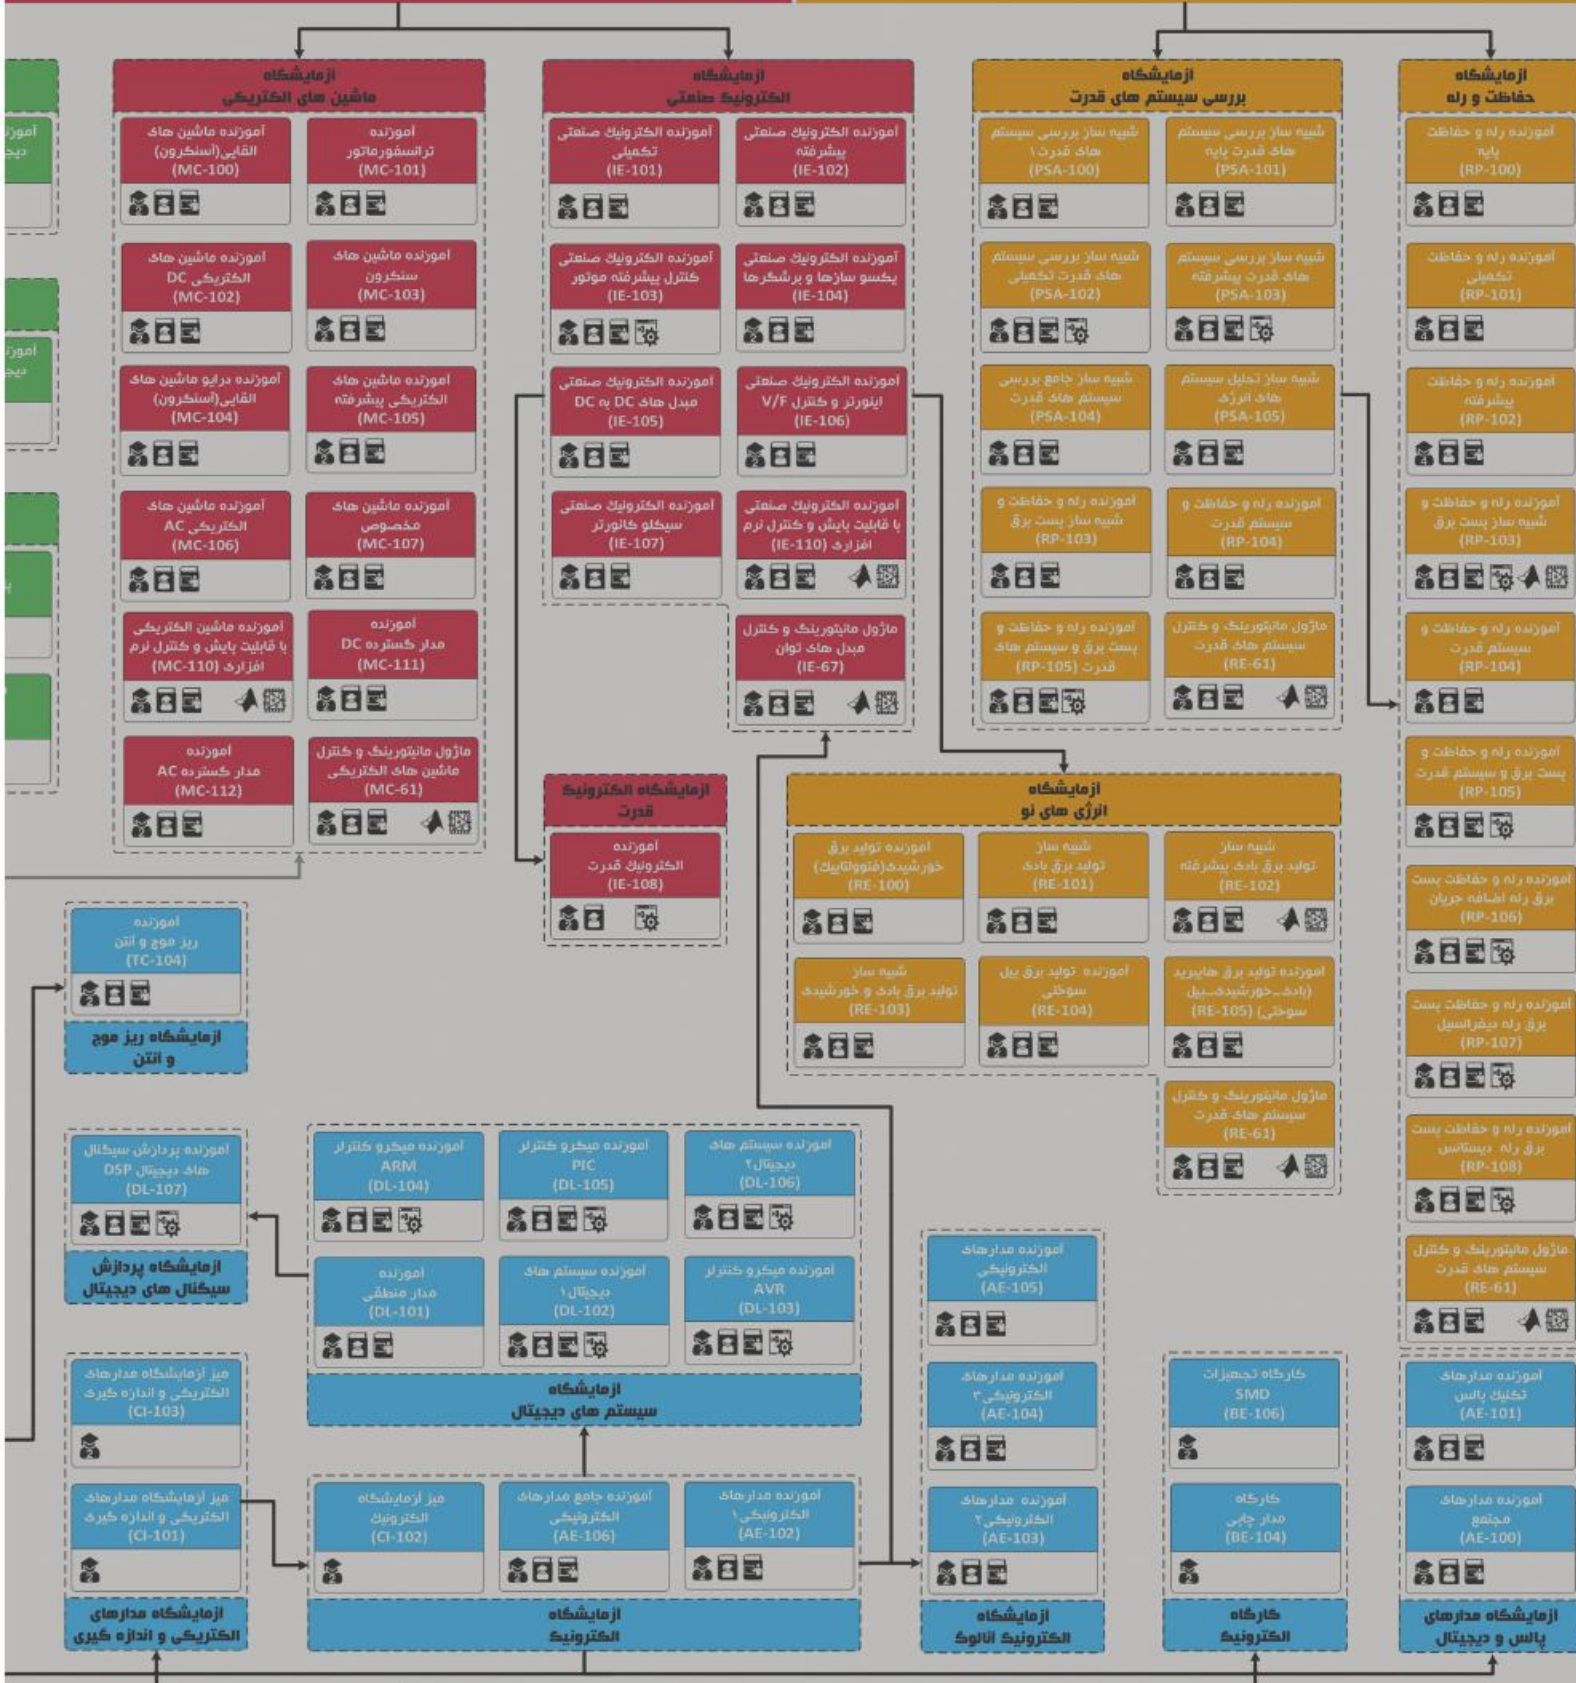 آزمایشگاه
ماشین های الکتریکی
آموزنده ماشین های
القایی(آسنکرون)
(MC-100)
آموزنده
ترانسفورماتور
(MC-101)
آموزنده ماشین های
الکتریکی DC
(MC-102)
آموزنده ماشین های
سنکرون
(MC-103)
آموزنده درایو ماشین های
القایی(آسنکرون)
(MC-104)
آموزنده ماشین های
الکتریکی پیشرفته
(MC-105)
آموزنده ماشین های
الکتریکی AC
(MC-106)
آموزنده ماشین های
مخصوص
(MC-107)
آموزنده ماشین الکتریکی
با قابلیت پایش و کنترل نرم
افزاری (MC-110)
آموزنده
مدار گسترده DC
(MC-111)
آموزنده
مدار گسترده AC
(MC-112)
ماژول مانیتورینگ و کنترل
ماشین های الکتریکی
(MC-61)
آزمایشگاه
الکترونیک صنعتی
آموزنده الکترونیك صنعتی
تکمیلی
(IE-101)
آموزنده الکترونیك صنعتی
پیشرفته
(IE-102)
آموزنده الکترونیك صنعتی
کنترل پیشرفته موتور
(IE-103)
آموزنده الکترونیك صنعتی
یکسو سازها و برشگرها
(IE-104)
آموزنده الکترونیك صنعتی
مبدل های DC به DC
(IE-105)
آموزنده الکترونیك صنعتی
اینورتر و کنترل V/F
(IE-106)
آموزنده الکترونیك صنعتی
سیکلو کانورتر
(IE-107)
آموزنده الکترونیك صنعتی
با قابلیت پایش و کنترل نرم
افزاری (IE-110)
ماژول مانیتورینگ و کنترل
مبدل های توان
(IE-67)
آزمایشگاه الکترونیک
قدرت
آموزنده
الکترونیك قدرت
(IE-108)
آزمایشگاه
بررسی سیستم های قدرت
شبیه ساز بررسی سیستم
های قدرت ۱
(PSA-100)
شبیه ساز بررسی سیستم
های قدرت پایه
(PSA-101)
شبیه ساز بررسی سیستم
های قدرت تکمیلی
(PSA-102)
شبیه ساز بررسی سیستم
های قدرت پیشرفته
(PSA-103)
شبیه ساز جامع بررسی
سیستم های قدرت
(PSA-104)
شبیه ساز تحلیل سیستم
های انرژی
(PSA-105)
آموزنده رله و حفاظت و
شبیه ساز پست برق
(RP-103)
آموزنده رله و حفاظت و
سیستم قدرت
(RP-104)
آموزنده رله و حفاظت و
پست برق و سیستم های
قدرت (RP-105)
ماژول مانیتورینگ و کنترل
سیستم های قدرت
(RE-61)
آزمایشگاه
انرژی های نو
آموزنده تولید برق
خورشیدی(فتوولتاییك)
(RE-100)
شبیه ساز
تولید برق بادی
(RE-101)
شبیه ساز
تولید برق بادی پیشرفته
(RE-102)
شبیه ساز
تولید برق بادی و خورشیدی
(RE-103)
آموزنده تولید برق پیل
سوختی
(RE-104)
آموزنده تولید برق هایبرید
(بادی_خورشیدی_پیل
سوختی) (RE-105)
ماژول مانیتورینگ و کنترل
سیستم های قدرت
(RE-61)
آزمایشگاه
حفاظت و رله
آموزنده رله و حفاظت
پایه
(RP-100)
آموزنده رله و حفاظت
تکمیلی
(RP-101)
آموزنده رله و حفاظت
پیشرفته
(RP-102)
آموزنده رله و حفاظت و
شبیه ساز پست برق
(RP-103)
آموزنده رله و حفاظت و
سیستم قدرت
(RP-104)
آموزنده رله و حفاظت و
پست برق و سیستم قدرت
(RP-105)
آموزنده رله و حفاظت پست
برق رله اضافه جریان
(RP-106)
آموزنده رله و حفاظت پست
برق رله دیفرانسیل
(RP-107)
آموزنده رله و حفاظت پست
برق رله دیستانس
(RP-108)
ماژول مانیتورینگ و کنترل
سیستم های قدرت
(RE-61)
آموزنده
ریز موج و آنتن
(TC-104)
آزمایشگاه ریز موج
و آنتن
آموزنده پردازش سیگنال
های دیجیتال DSP
(DL-107)
آزمایشگاه پردازش
سیگنال های دیجیتال
آموزنده میکرو کنترلر
ARM
(DL-104)
آموزنده میکرو کنترلر
PIC
(DL-105)
آموزنده سیستم های
دیجیتال۲
(DL-106)
آموزنده
مدار منطقی
(DL-101)
آموزنده سیستم های
دیجیتال۱
(DL-102)
آموزنده میکرو کنترلر
AVR
(DL-103)
آزمایشگاه
سیستم های دیجیتال
میز آزمایشگاه مدارهای
الکتریکی و اندازه گیری
(CI-103)
میز آزمایشگاه مدارهای
الکتریکی و اندازه گیری
(CI-101)
آزمایشگاه مدارهای
الکتریکی و اندازه گیری
میز آزمایشگاه
الکترونیك
(CI-102)
آموزنده جامع مدارهای
الکترونیکی
(AE-106)
آموزنده مدارهای
الکترونیکی۱
(AE-102)
آزمایشگاه
الکترونیک
آموزنده مدارهای
الکترونیکی
(AE-105)
آموزنده مدارهای
الکترونیکی۳
(AE-104)
آموزنده مدارهای
الکترونیکی۲
(AE-103)
آزمایشگاه
الکترونیک آنالوگ
کارگاه تجهیزات
SMD
(BE-106)
کارگاه
مدار چاپی
(BE-104)
کارگاه
الکترونیک
آموزنده مدارهای
تکنیك پالس
(AE-101)
آموزنده مدارهای
مجتمع
(AE-100)
آزمایشگاه مدارهای
پالس و دیجیتال